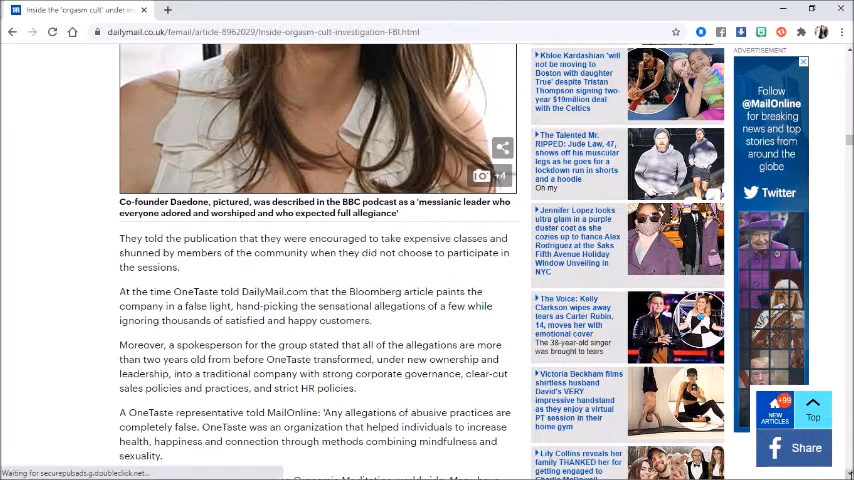 Inside the 'orgasm cult' under in
dailymail.co.uk/femail/article-8962029/Inside-orgasm-cult-investigation-FBI.html
+4
Co-founder Daedone, pictured, was described in the BBC podcast as a 'messianic leader who
everyone adored and worshiped and who expected full allegiance'
They told the publication that they were encouraged to take expensive classes and
shunned by members of the community when they did not choose to participate in
the sessions.
At the time OneTaste told DailyMail.com that the Bloomberg article paints the
company in a false light, hand-picking the sensational allegations of a few while
ignoring thousands of satisfied and happy customers.
Moreover, a spokesperson for the group stated that all of the allegations are more
than two years old from before OneTaste transformed, under new ownership and
leadership, into a traditional company with strong corporate governance, clear-cut
sales policies and practices, and strict HR policies.
A OneTaste representative told MailOnline: 'Any allegations of abusive practices are
completely false. OneTaste was an organization that helped individuals to increase
health, happiness and connection through methods combining mindfulness and
sexuality.
Waiting for securepubads.g.doubleclick.net...
Khloe Kardashian 'will
not be moving to
Boston with daughter
True' despite Tristan
Thompson signing two-
year $19million deal
with the Celtics
The Talented Mr.
RIPPED: Jude Law, 47,
shows off his muscular
legs as he goes for a
lockdown run in shorts
and a hoodie
Oh my
Jennifer Lopez looks
ultra glam in a purple
duster coat as she
cozies up to fiance Alex
Rodriguez at the Saks
Fifth Avenue Holiday
Window Unveiling in
NYC
The Voice: Kelly
Clarkson wipes away
tears as Carter Rubin,
14, moves her with
emotional cover
The 38-year-old singer
was brought to tears
Victoria Beckham films
shirtless husband
David's VERY
impressive handstand
as they enjoy a virtual
PT session in their
home gym
Lily Collins reveals her
family THANKED her for
getting engaged to
ADVERTISEMENT
Follow
@MailOnline
for breaking
news and top
stories from
around the
globe
Twitter
+99
NEW
ARTICLES
Top
Share